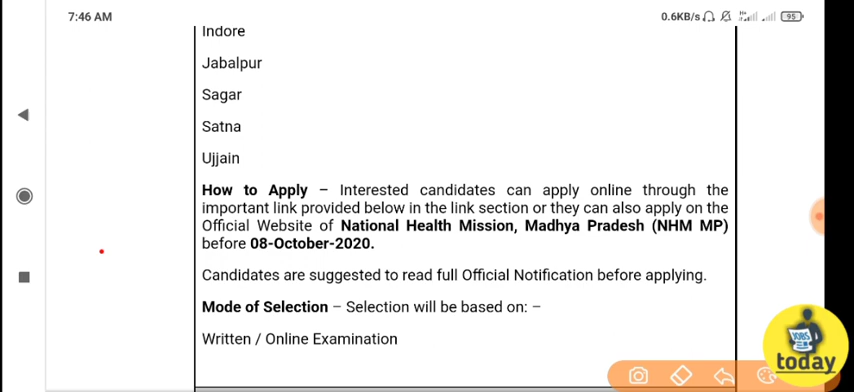 7:46 AM
0.6KB/s
95
Indore
Jabalpur
Sagar
Satna
Ujjain
How to Apply – Interested candidates can apply online through the
important link provided below in the link section or they can also apply on the
Official Website of National Health Mission, Madhya Pradesh (NHM MP)
before 08-October-2020.
Candidates are suggested to read full Official Notification before applying.
Mode of Selection – Selection will be based on: –
Written / Online Examination
JOBS
today